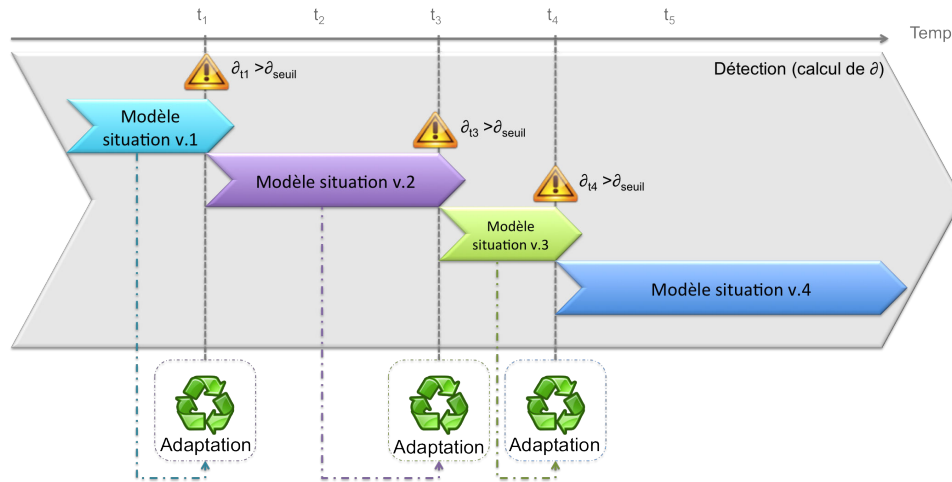 t1 t2 t3 t4 t5
Temps
∂t1 >∂seuil
Détection (calcul de ∂)
Modèle
situation v.1
∂t3 >∂seuil
Modèle situation v.2
∂t4 >∂seuil
Modèle
situation v.3
Modèle situation v.4
Adaptation Adaptation Adaptation